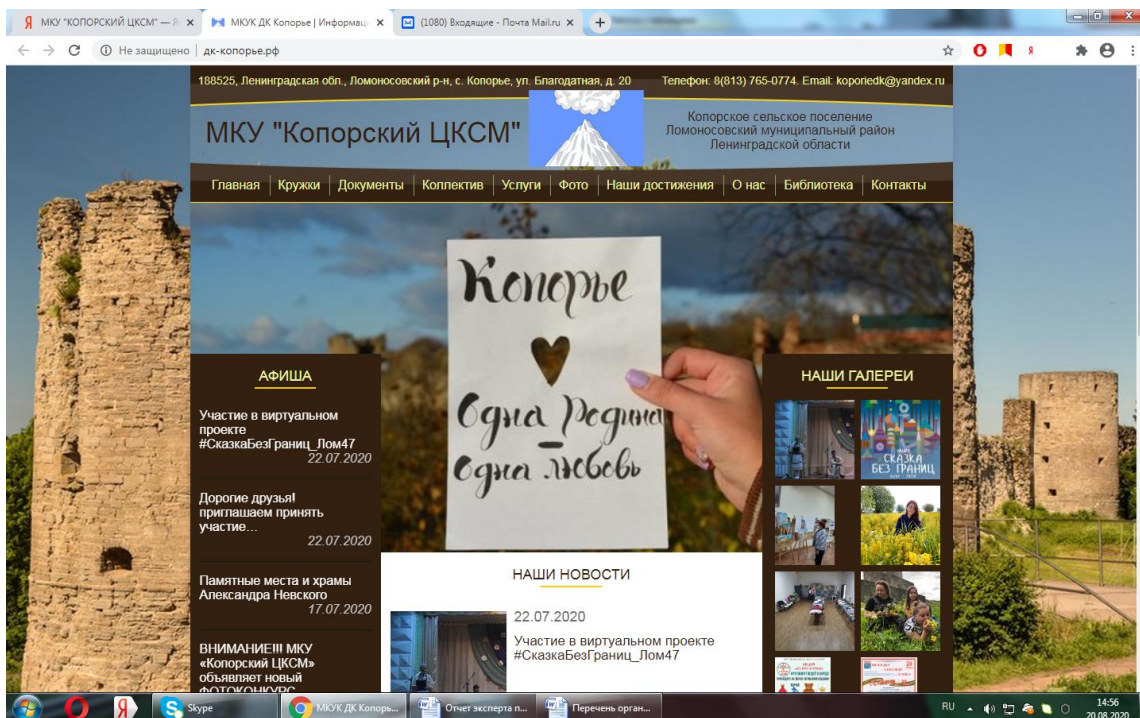 МКУ "КОПОРСКИЙ ЦКСМ" — Я
МКУК ДК Копорье | Информац
(1080) Входящие - Почта Mail.ru
Не защищено
дк-копорье.рф
188525, Ленинградская обл., Ломоносовский р-н, с. Копорье, ул. Благодатная, д. 20
Телефон: 8(813) 765-0774. Email: koporiedk@yandex.ru
МКУ "Копорский ЦКСМ"
Копорское сельское поселение
Ломоносовский муниципальный район
Ленинградской области
Главная
Кружки
Документы
Коллектив
Услуги
Фото
Наши достижения
О нас
Библиотека
Контакты
Копорье
Одна Родина
Одна любовь
АФИША
Участие в виртуальном
проекте
#СказкаБезГраниц_Лом47
22.07.2020
Дорогие друзья!
приглашаем принять
участие...
22.07.2020
Памятные места и храмы
Александра Невского
17.07.2020
ВНИМАНИЕ!!! МКУ
«Копорский ЦКСМ»
объявляет новый
ФОТОКОНКУРС
НАШИ НОВОСТИ
22.07.2020
Участие в виртуальном проекте
#СказкаБезГраниц_Лом47
НАШИ ГАЛЕРЕИ
СКАЗКА
БЕЗ ГРАНИЦ
Skype
МКУК ДК Копорь...
Отчет эксперта п...
Перечень орган...
RU
14:56
20.08.2020